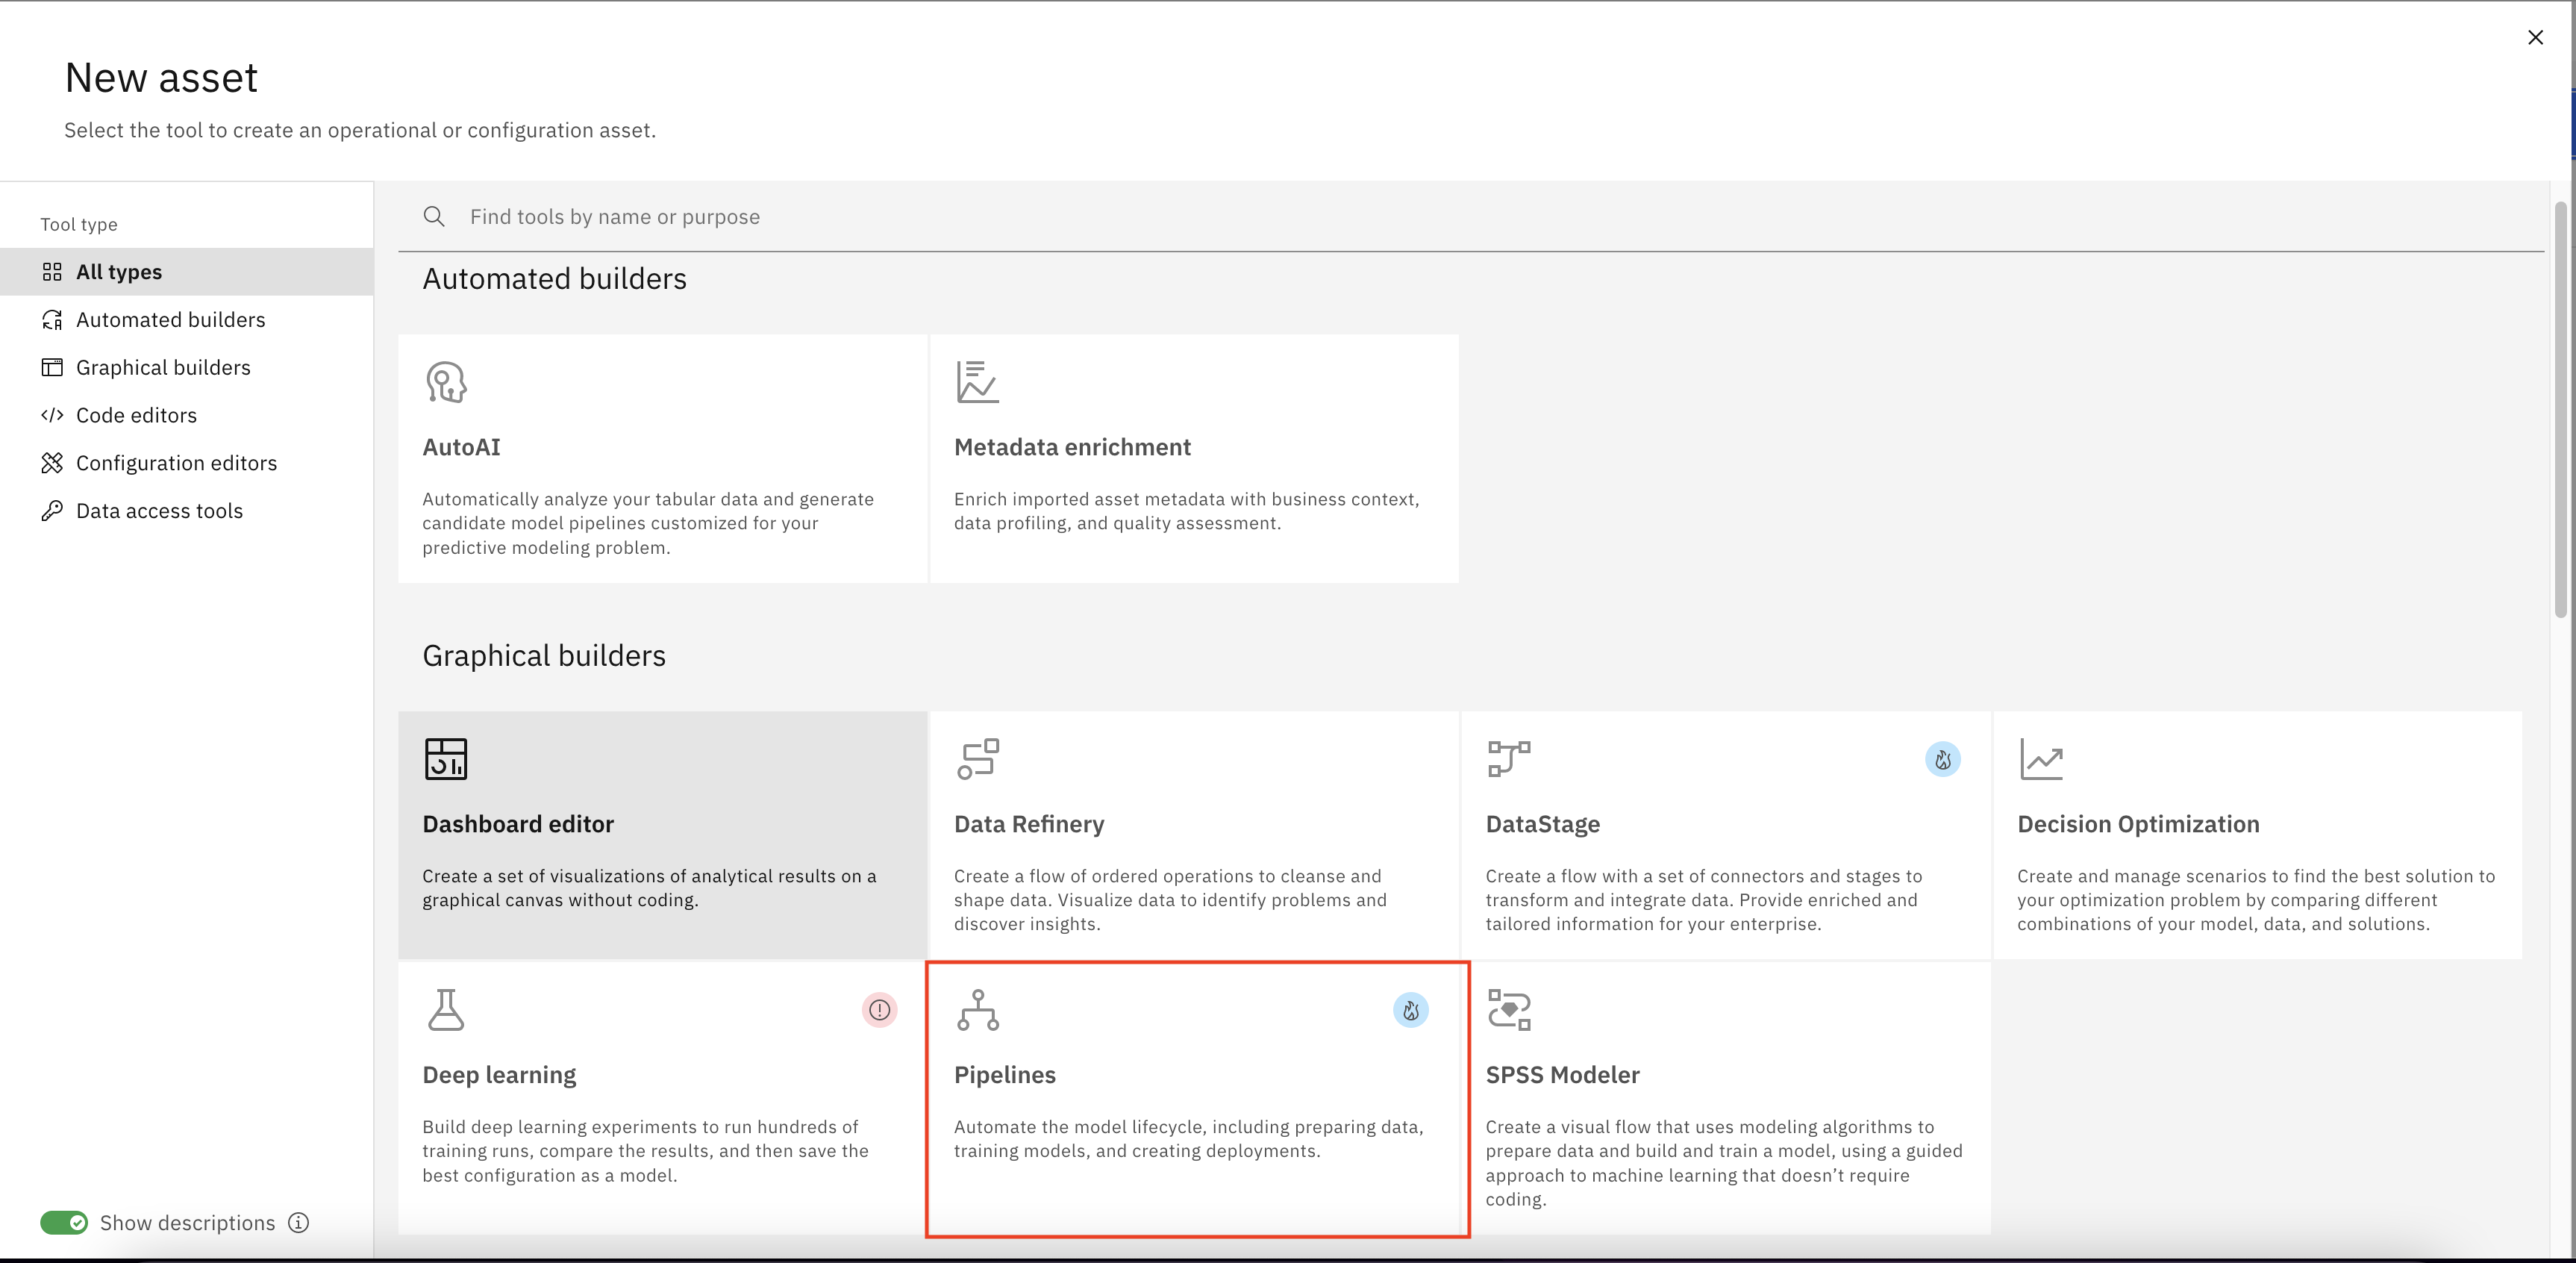 New asset
Select the tool to create an operational or configuration asset.
Tool type
All types
Automated builders
Graphical builders
Code editors
Configuration editors
Data access tools
Show descriptions
Find tools by name or purpose
Automated builders
AutoAI
Automatically analyze your tabular data and generate
candidate model pipelines customized for your
predictive modeling problem.
Metadata enrichment
Enrich imported asset metadata with business context,
data profiling, and quality assessment.
Graphical builders
Dashboard editor
Create a set of visualizations of analytical results on a
graphical canvas without coding.
Data Refinery
Create a flow of ordered operations to cleanse and
shape data. Visualize data to identify problems and
discover insights.
DataStage
Create a flow with a set of connectors and stages to
transform and integrate data. Provide enriched and
tailored information for your enterprise.
Decision Optimization
Create and manage scenarios to find the best solution to
your optimization problem by comparing different
combinations of your model, data, and solutions.
Deep learning
Build deep learning experiments to run hundreds of
training runs, compare the results, and then save the
best configuration as a model.
Pipelines
Automate the model lifecycle, including preparing data,
training models, and creating deployments.
SPSS Modeler
Create a visual flow that uses modeling algorithms to
prepare data and build and train a model, using a guided
approach to machine learning that doesn't require
coding.